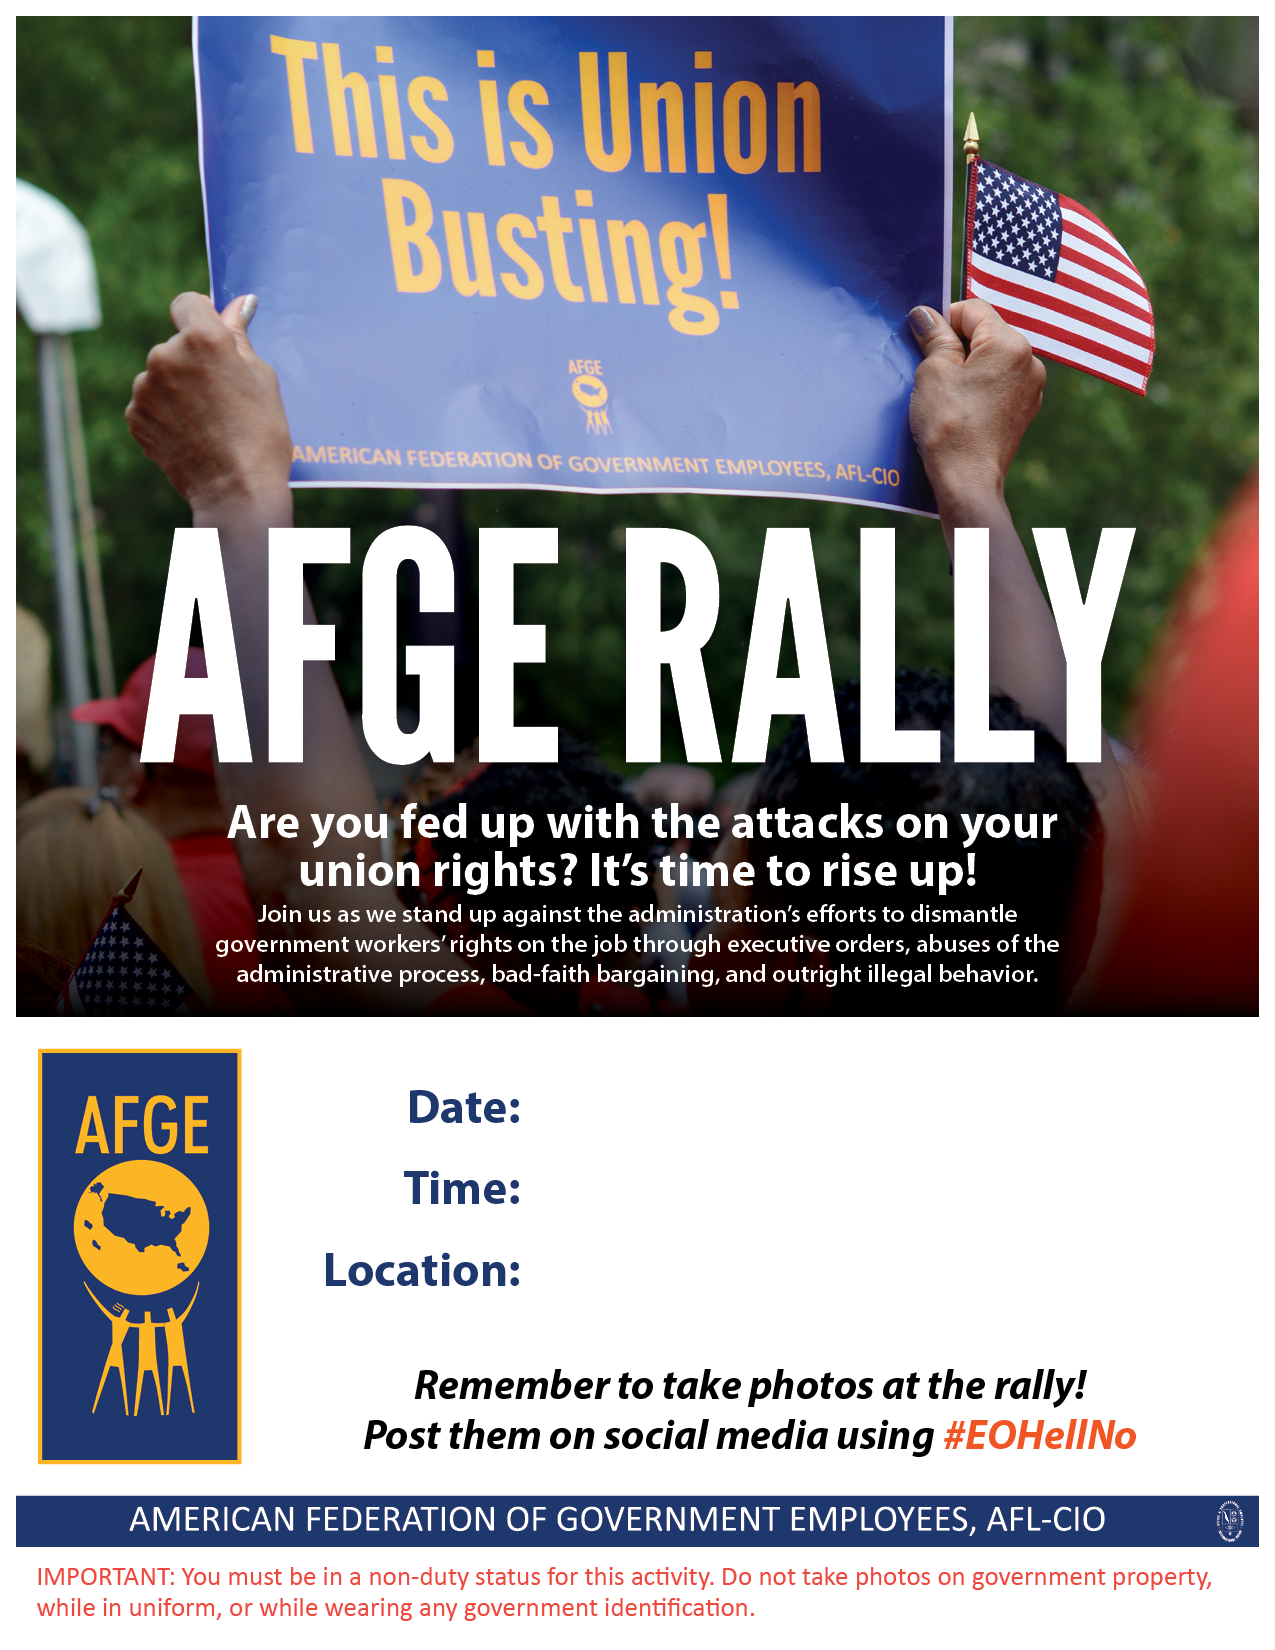 This is Union
Busting!
AFGE
AMERICAN FEDERATION OF GOVERNMENT EMPLOYEES, AFL-CIO
AFGE RALLY
Are you fed up with the attacks on your
union rights? It’s time to rise up!
Join us as we stand up against the administration’s efforts to dismantle
government workers’ rights on the job through executive orders, abuses of the
administrative process, bad-faith bargaining, and outright illegal behavior.
AFGE
Date:
Time:
Location:
Remember to take photos at the rally!
Post them on social media using #EOHellNo
AMERICAN FEDERATION OF GOVERNMENT EMPLOYEES, AFL-CIO
IMPORTANT: You must be in a non-duty status for this activity. Do not take photos on government property,
while in uniform, or while wearing any government identification.